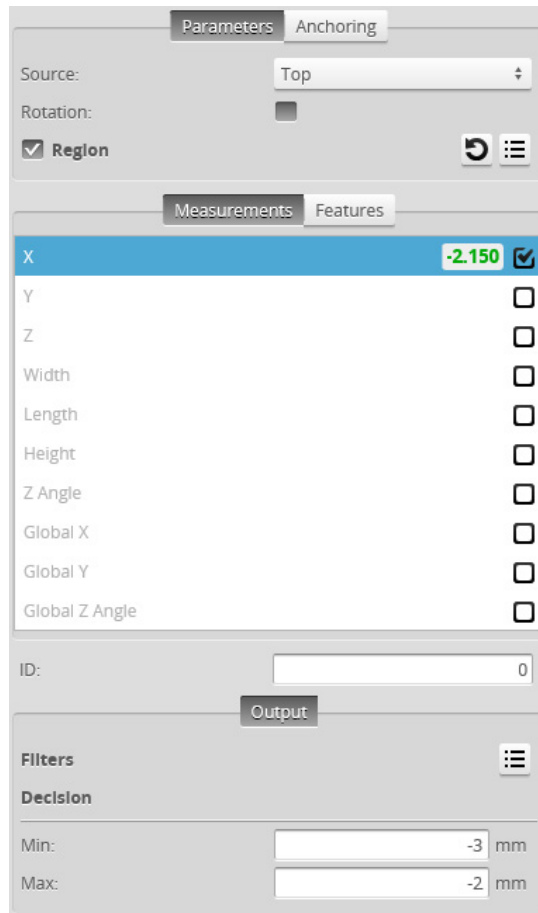 Parameters Anchoring
Source: Top
Rotation:
Region
Measurements Features
X -2.150
Y
Z
Width
Length
Height
Z Angle
Global X
Global Y
Global Z Angle
ID: 0
Output
Filters
Decision
Min: -3 mm
Max: -2 mm